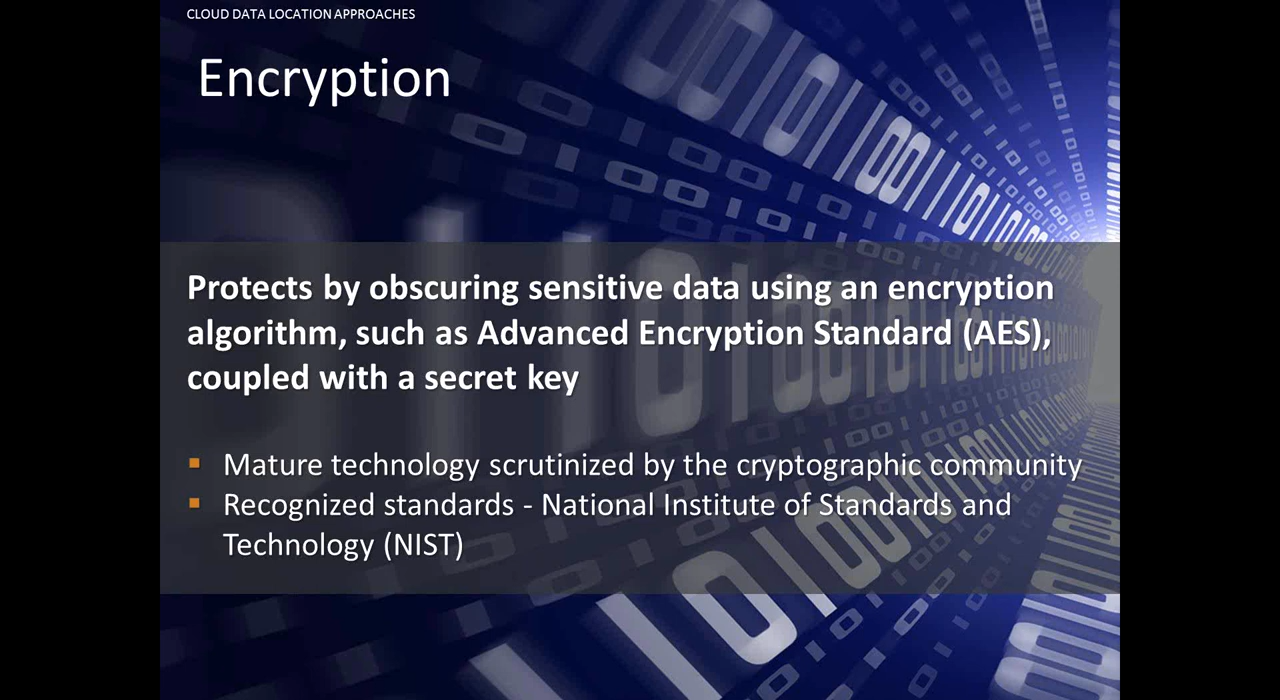 CLOUD DATA LOCATION APPROACHES
Encryption
Protects by obscuring sensitive data using an encryption
algorithm, such as Advanced Encryption Standard (AES),
coupled with a secret key
▪ Mature technology scrutinized by the cryptographic community
▪ Recognized standards - National Institute of Standards and
Technology (NIST)